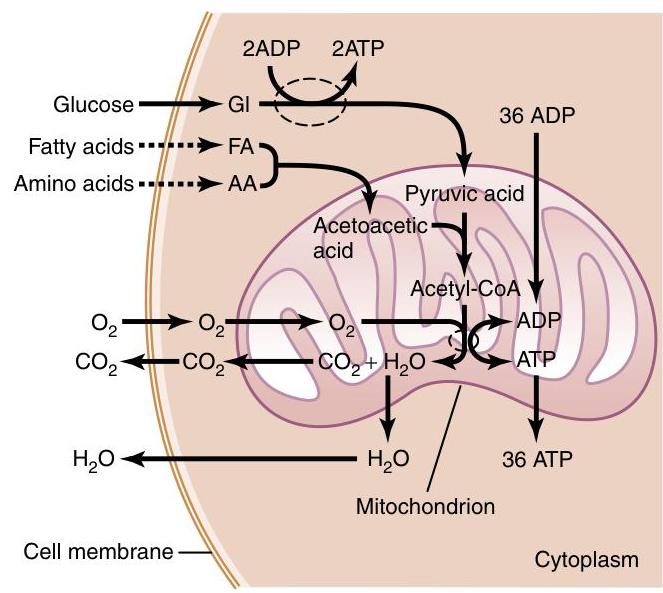 2ADP 2ATP
Glucose Gl
36 ADP
Fatty acids FA
Amino acids AA
Pyruvic acid
Acetoacetic
acid
Acetyl-CoA
O₂ O₂ O₂ ADP
CO₂ CO₂ CO₂ + H₂O ATP
H₂O H₂O 36 ATP
Mitochondrion
Cell membrane
Cytoplasm